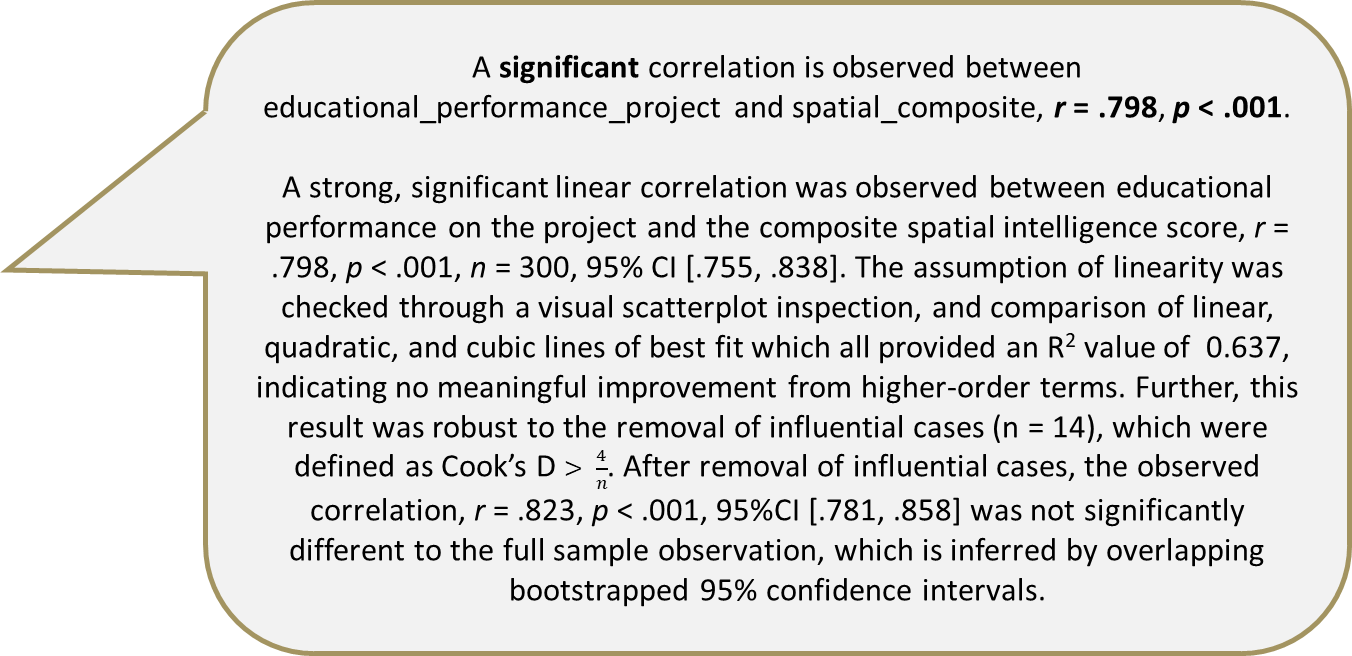 A significant correlation is observed between
educational_performance_project and spatial_composite, r = .798, p < .001.
A strong, significant linear correlation was observed between educational
performance on the project and the composite spatial intelligence score, r =
.798, p < .001, n = 300, 95% CI [.755, .838]. The assumption of linearity was
checked through a visual scatterplot inspection, and comparison of linear,
quadratic, and cubic lines of best fit which all provided an R² value of 0.637,
indicating no meaningful improvement from higher-order terms. Further, this
result was robust to the removal of influential cases (n = 14), which were
defined as Cook’s D > 4/n. After removal of influential cases, the observed
correlation, r = .823, p < .001, 95%CI [.781, .858] was not significantly
different to the full sample observation, which is inferred by overlapping
bootstrapped 95% confidence intervals.